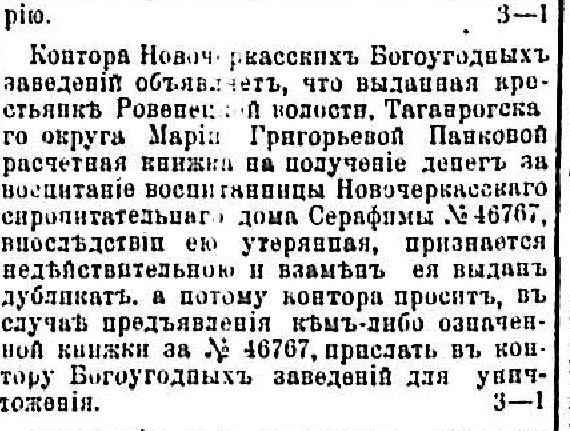 рію. 3—1
Контора Новочеркасскихъ Богоугодныхъ
заведеній объявляетъ, что выданная кре-
стьянкѣ Ровенецкой волости, Таганрогска
го округа Маріи Григорьевой Панковой
расчетная книжка на полученіе денегъ за
воспитаніе воспитанницы Новочеркасскаго
сиропитательнаго дома Серафимы № 46767,
впослѣдствіи ею утерянная, признается
недѣйствительною и взамѣнъ ея выданъ
дубликатъ. а потому контора проситъ, въ
случаѣ предъявленія кѣмъ-либо означен-
ной книжки за № 46767, прислать въ кон-
тору Богоугодныхъ заведеній для унич-
тоженія. 3—1